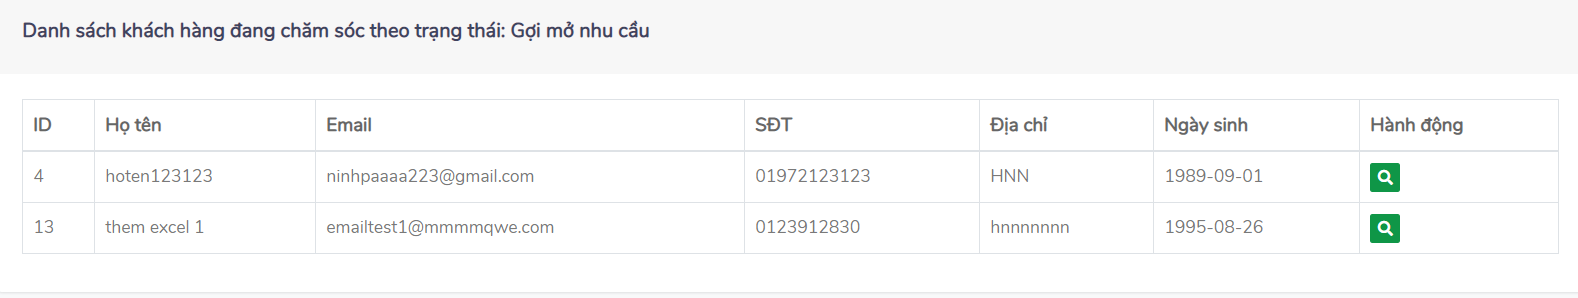 Danh sách khách hàng đang chăm sóc theo trạng thái: Gợi mở nhu cầu
ID Họ tên Email SĐT Địa chỉ Ngày sinh Hành động
4 hoten123123 ninhpaaaa223@gmail.com 01972123123 HNN 1989-09-01
13 them excel 1 emailtest1@mmmmqwe.com 0123912830 hnnnnnnn 1995-08-26